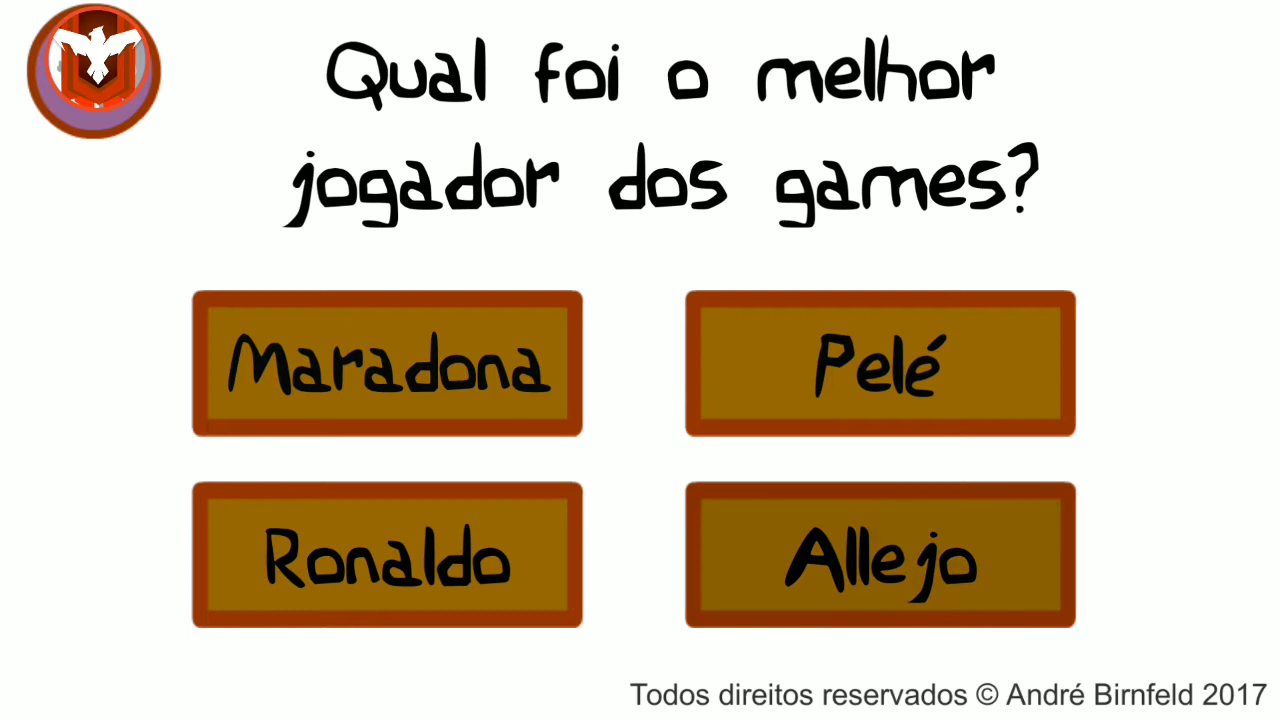 Qual foi o melhor
jogador dos games?
Maradona
Pelé
Ronaldo
Allejo
Todos direitos reservados © André Birnfeld 2017